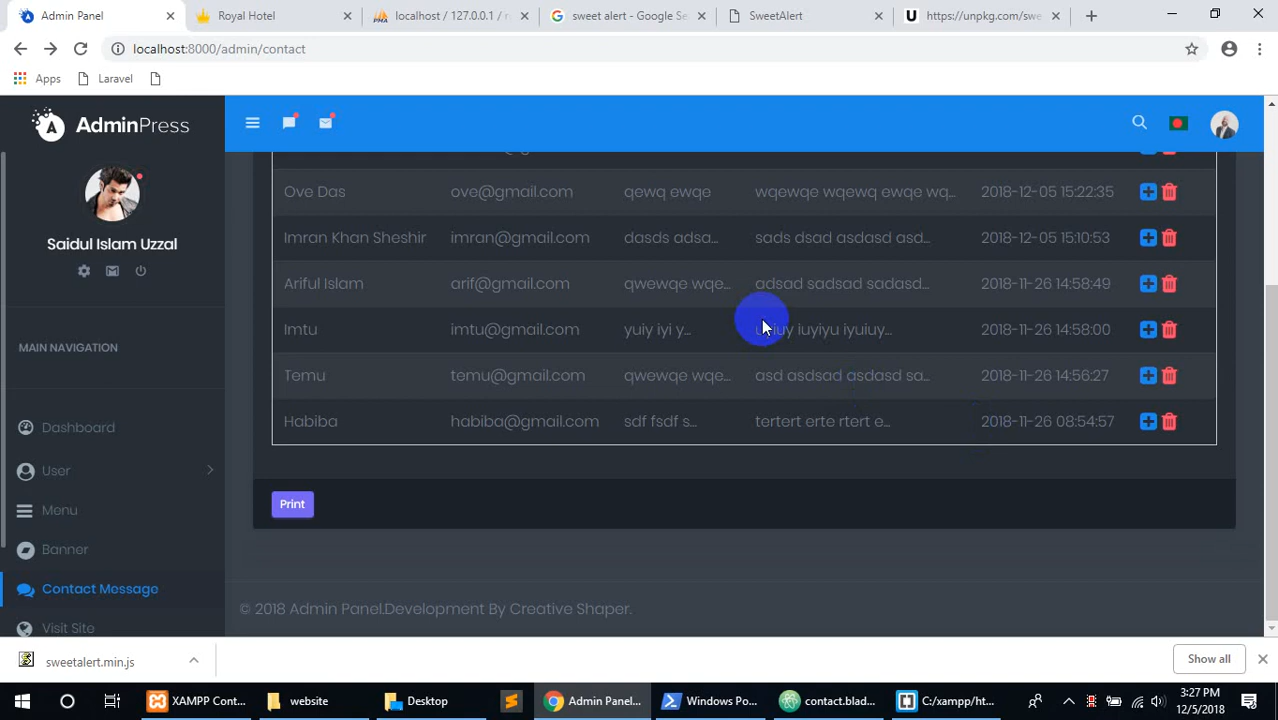 Admin Panel
Royal Hotel
localhost / 127.0.0.1 / r
sweet alert - Google Se
SweetAlert
https://unpkg.com/swe
localhost:8000/admin/contact
Apps
Laravel
AdminPress
Saidul Islam Uzzal
MAIN NAVIGATION
Dashboard
User
Menu
Banner
Contact Message
Visit Site
Ove Das ove@gmail.com qewq ewqe wqewqe wqewq ewqe wq... 2018-12-05 15:22:35
Imran Khan Sheshir imran@gmail.com dasds adsa... sads dsad asdasd asd... 2018-12-05 15:10:53
Ariful Islam arif@gmail.com qwewqe wqe... adsad sadsad sadasd... 2018-11-26 14:58:49
Imtu imtu@gmail.com yuiy iyi y... iuyiyu iyuiuy... 2018-11-26 14:58:00
Temu temu@gmail.com qwewqe wqe... asd asdsad asdasd sa... 2018-11-26 14:56:27
Habiba habiba@gmail.com sdf fsdf s... tertert erte rtert e... 2018-11-26 08:54:57
Print
© 2018 Admin Panel.Development By Creative Shaper.
sweetalert.min.js
Show all
XAMPP Cont...
website
Desktop
Admin Panel...
Windows Po...
contact.blad...
C:/xampp/ht...
3:27 PM
12/5/2018